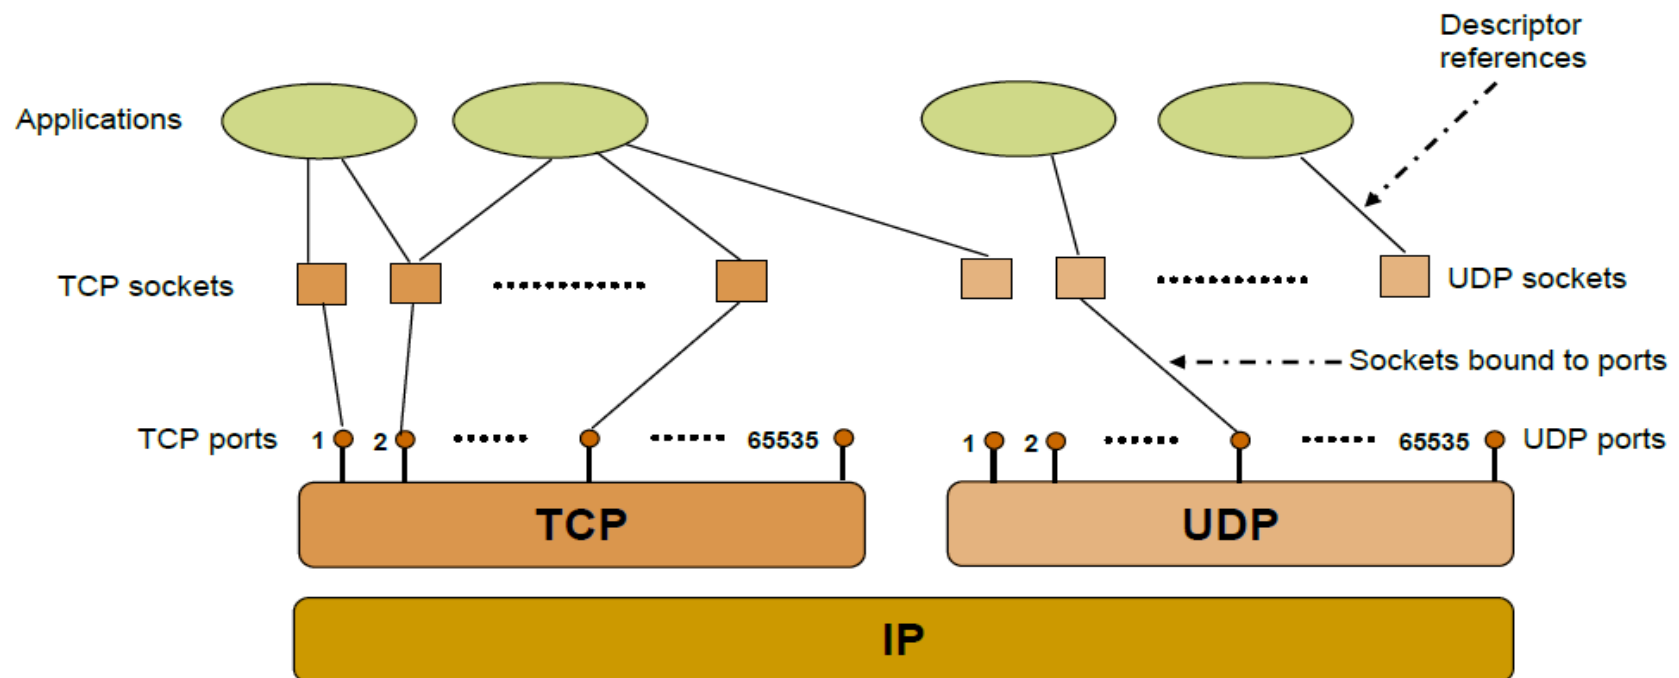 Descriptor
references
Applications
TCP sockets
UDP sockets
Sockets bound to ports
TCP ports 1 2 65535 1 2 65535 UDP ports
TCP UDP
IP